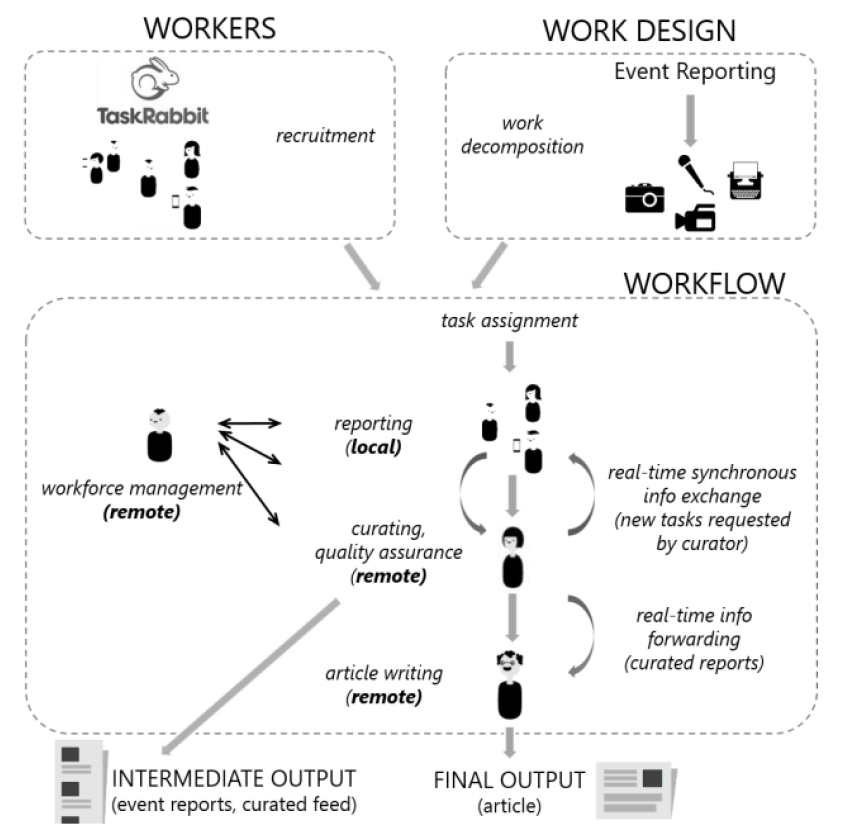 WORKERS
WORK DESIGN
TaskRabbit
recruitment
Event Reporting
work
decomposition
WORKFLOW
task assignment
reporting
(local)
workforce management
(remote)
real-time synchronous
info exchange
(new tasks requested
by curator)
curating,
quality assurance
(remote)
real-time info
forwarding
(curated reports)
article writing
(remote)
INTERMEDIATE OUTPUT
(event reports, curated feed)
FINAL OUTPUT
(article)